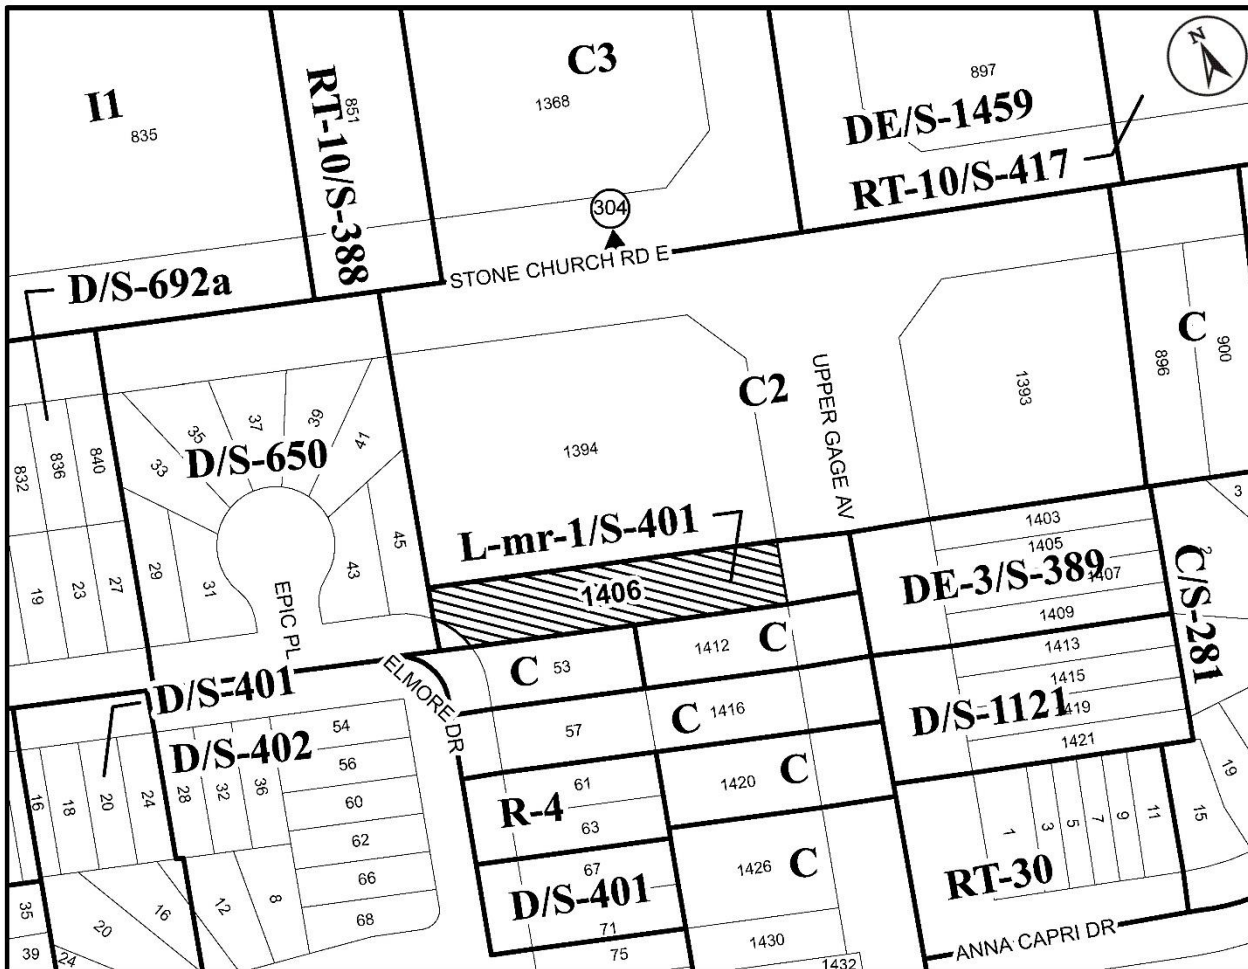 N
I1
835
RT-10/S-388
851
C3
1368
304
897
DE/S-1459
RT-10/S-417
STONE CHURCH RD E
D/S-692a
832
836
840
33
35
37
39
41
D/S-650
19
23
27
29
31
43
45
EPIC PL
1394
C2
UPPER GAGE AV
1393
896
C
900
L-mr-1/S-401
1406
1403
1405
DE-3/S-389
1407
1409
3
2
C/S-281
C
53
1412
C
1413
1415
D/S-1121
1419
1421
D/S-401
ELMORE DR
D/S-402
54
56
60
62
66
68
57
C
1416
16
18
20
24
28
32
36
61
R-4
63
1420
C
67
D/S-401
71
75
1426
C
1430
1432
1
3
5
7
9
11
15
19
RT-30
ANNA CAPRI DR
35
39
24
20
16
12
8